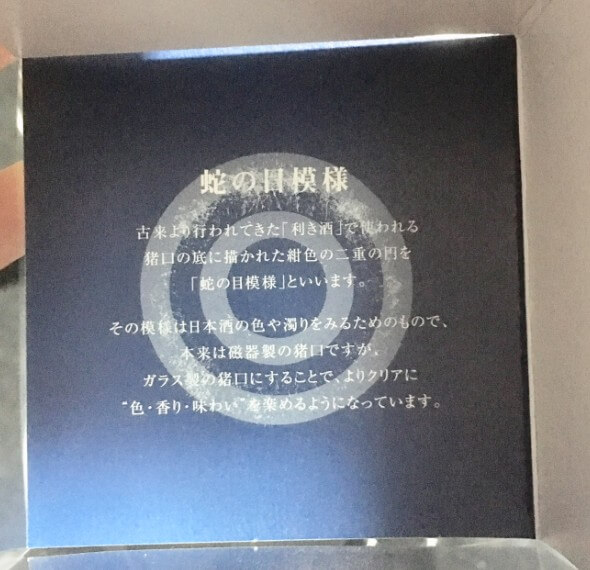 蛇の目模様
古来より行われてきた「利き酒」で使われる
猪口の底に描かれた紺色の二重の円を
「蛇の目模様」といいます。
その模様は日本酒の色や濁りをみるためのもので、
本来は磁器製の猪口ですが、
ガラス製の猪口にすることで、よりクリアに
“色・香り・味わい”を楽めるようになっています。